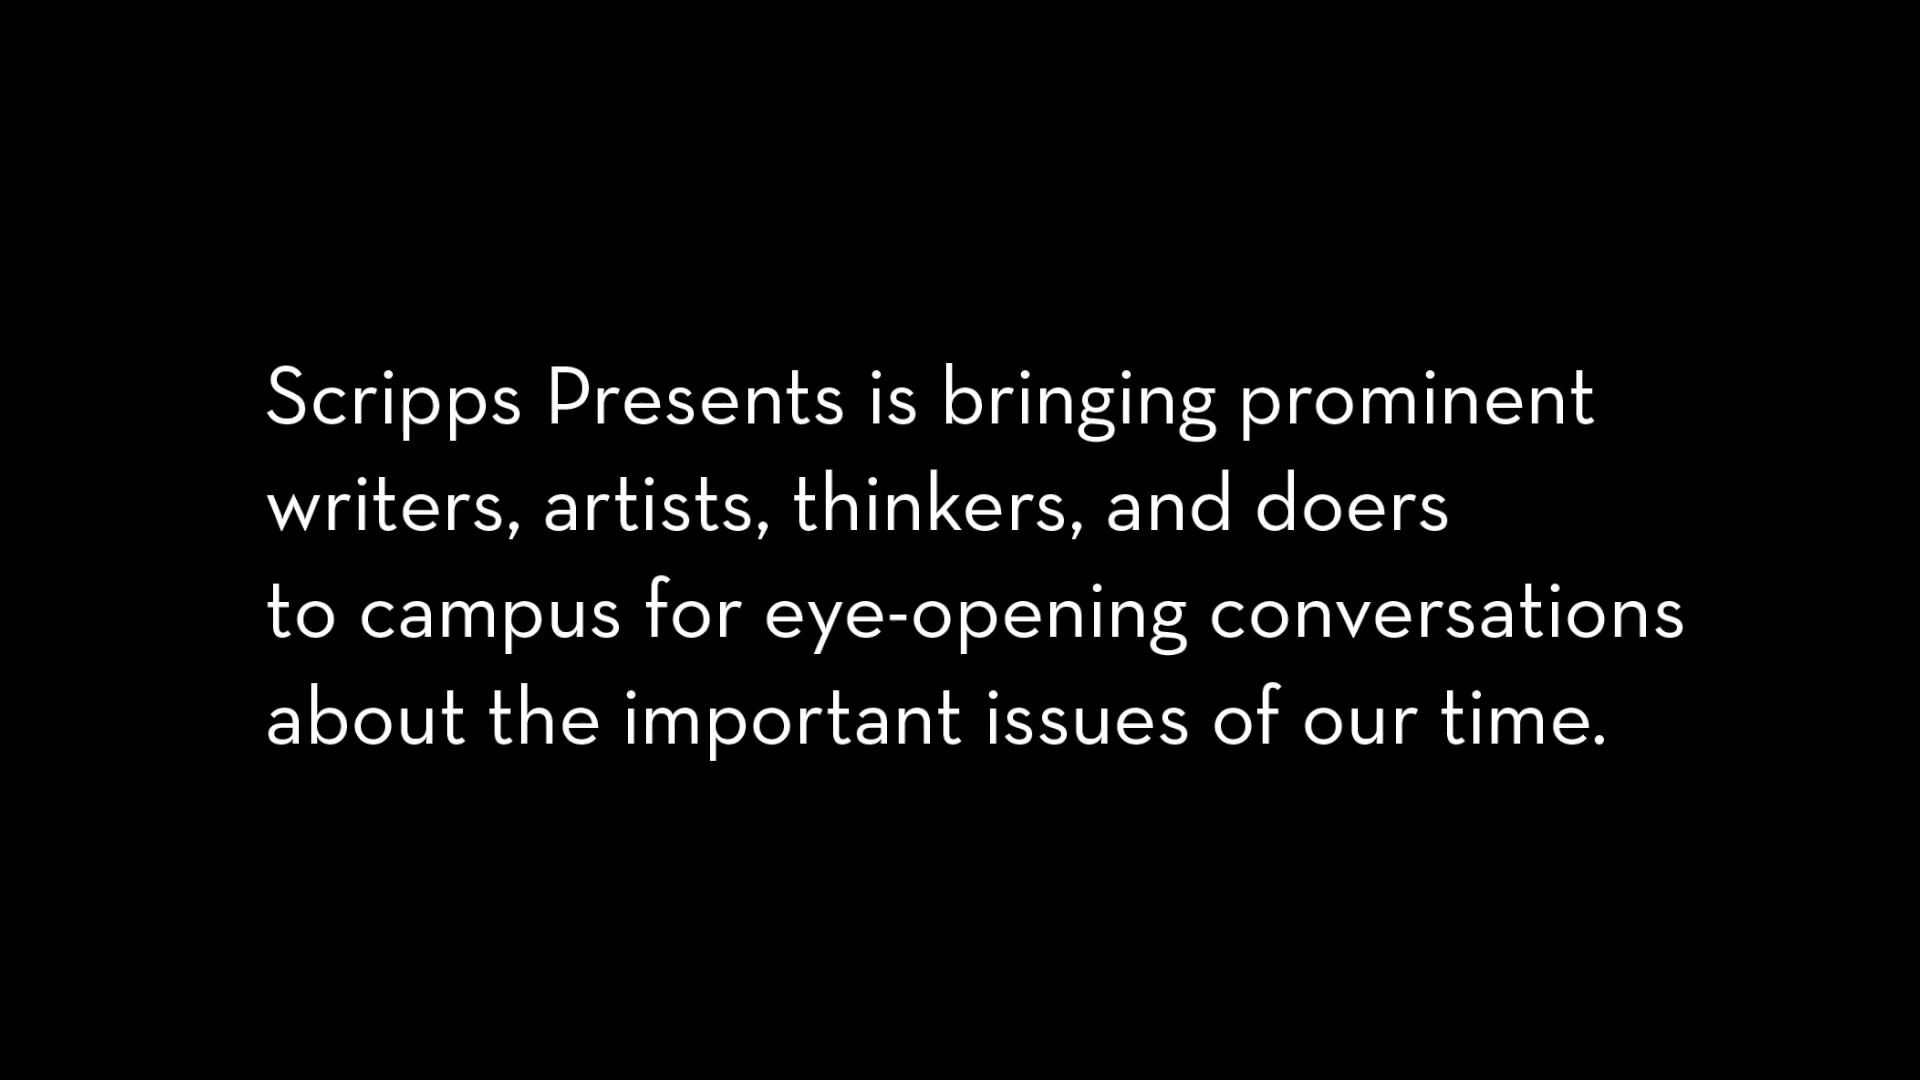 Scripps Presents is bringing prominent
writers, artists, thinkers, and doers
to campus for eye-opening conversations
about the important issues of our time.